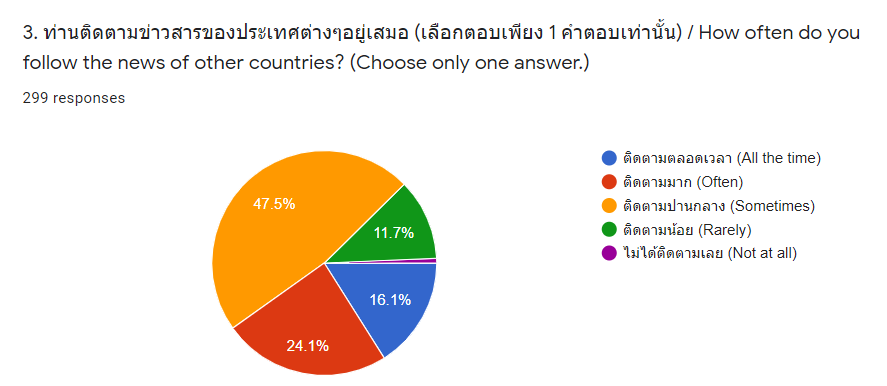 3. ท่านติดตามข่าวสารของประเทศต่างๆอยู่เสมอ (เลือกตอบเพียง 1 คำตอบเท่านั้น) / How often do you
follow the news of other countries? (Choose only one answer.)
299 responses
ติดตามตลอดเวลา (All the time)
ติดตามมาก (Often)
ติดตามปานกลาง (Sometimes)
ติดตามน้อย (Rarely)
ไม่ได้ติดตามเลย (Not at all)
47.5%
11.7%
16.1%
24.1%